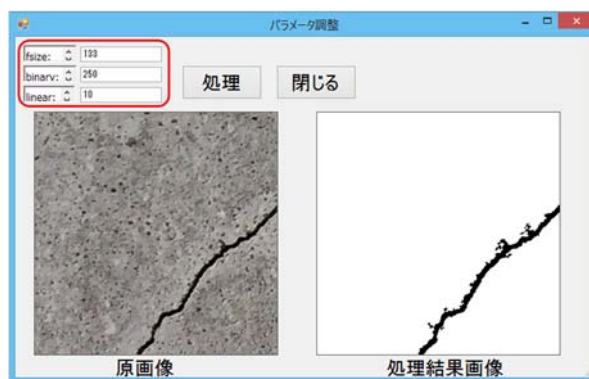 パラメータ調整
fsize: 133
binary: 250
linear: 10
処理 閉じる
原画像 処理結果画像